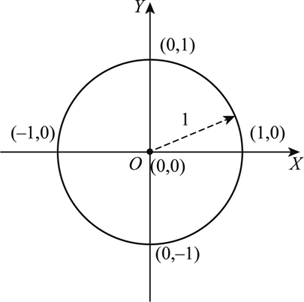 Y
(0,1)
1
(–1,0)
(1,0)
O
(0,0)
X
(0,–1)